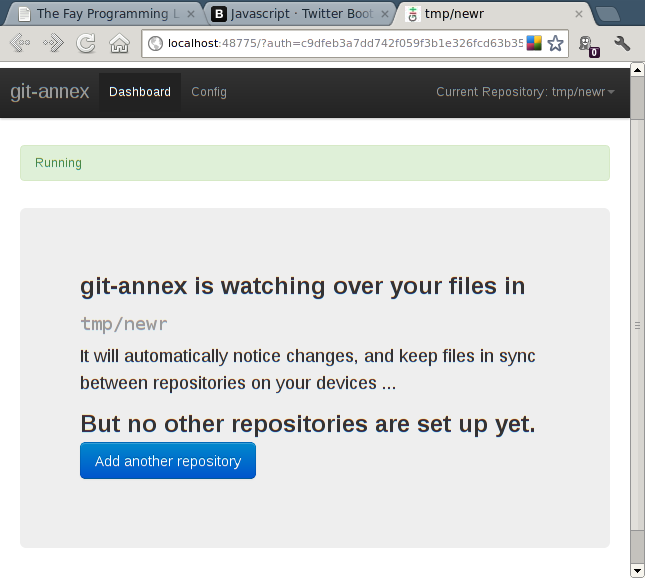 The Fay Programming L
Javascript · Twitter Boot
tmp/newr
localhost:48775/?auth=c9dfeb3a7dd742f059f3b1e326fcd63b35
0
git-annex
Dashboard
Config
Current Repository: tmp/newr
Running
git-annex is watching over your files in
tmp/newr
It will automatically notice changes, and keep files in sync
between repositories on your devices ...
But no other repositories are set up yet.
Add another repository